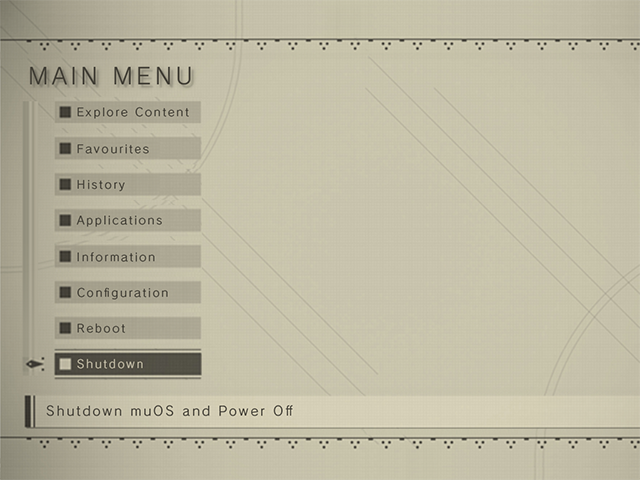 MAIN MENU
Explore Content
Favourites
History
Applications
Information
Configuration
Reboot
Shutdown
Shutdown muOS and Power Off